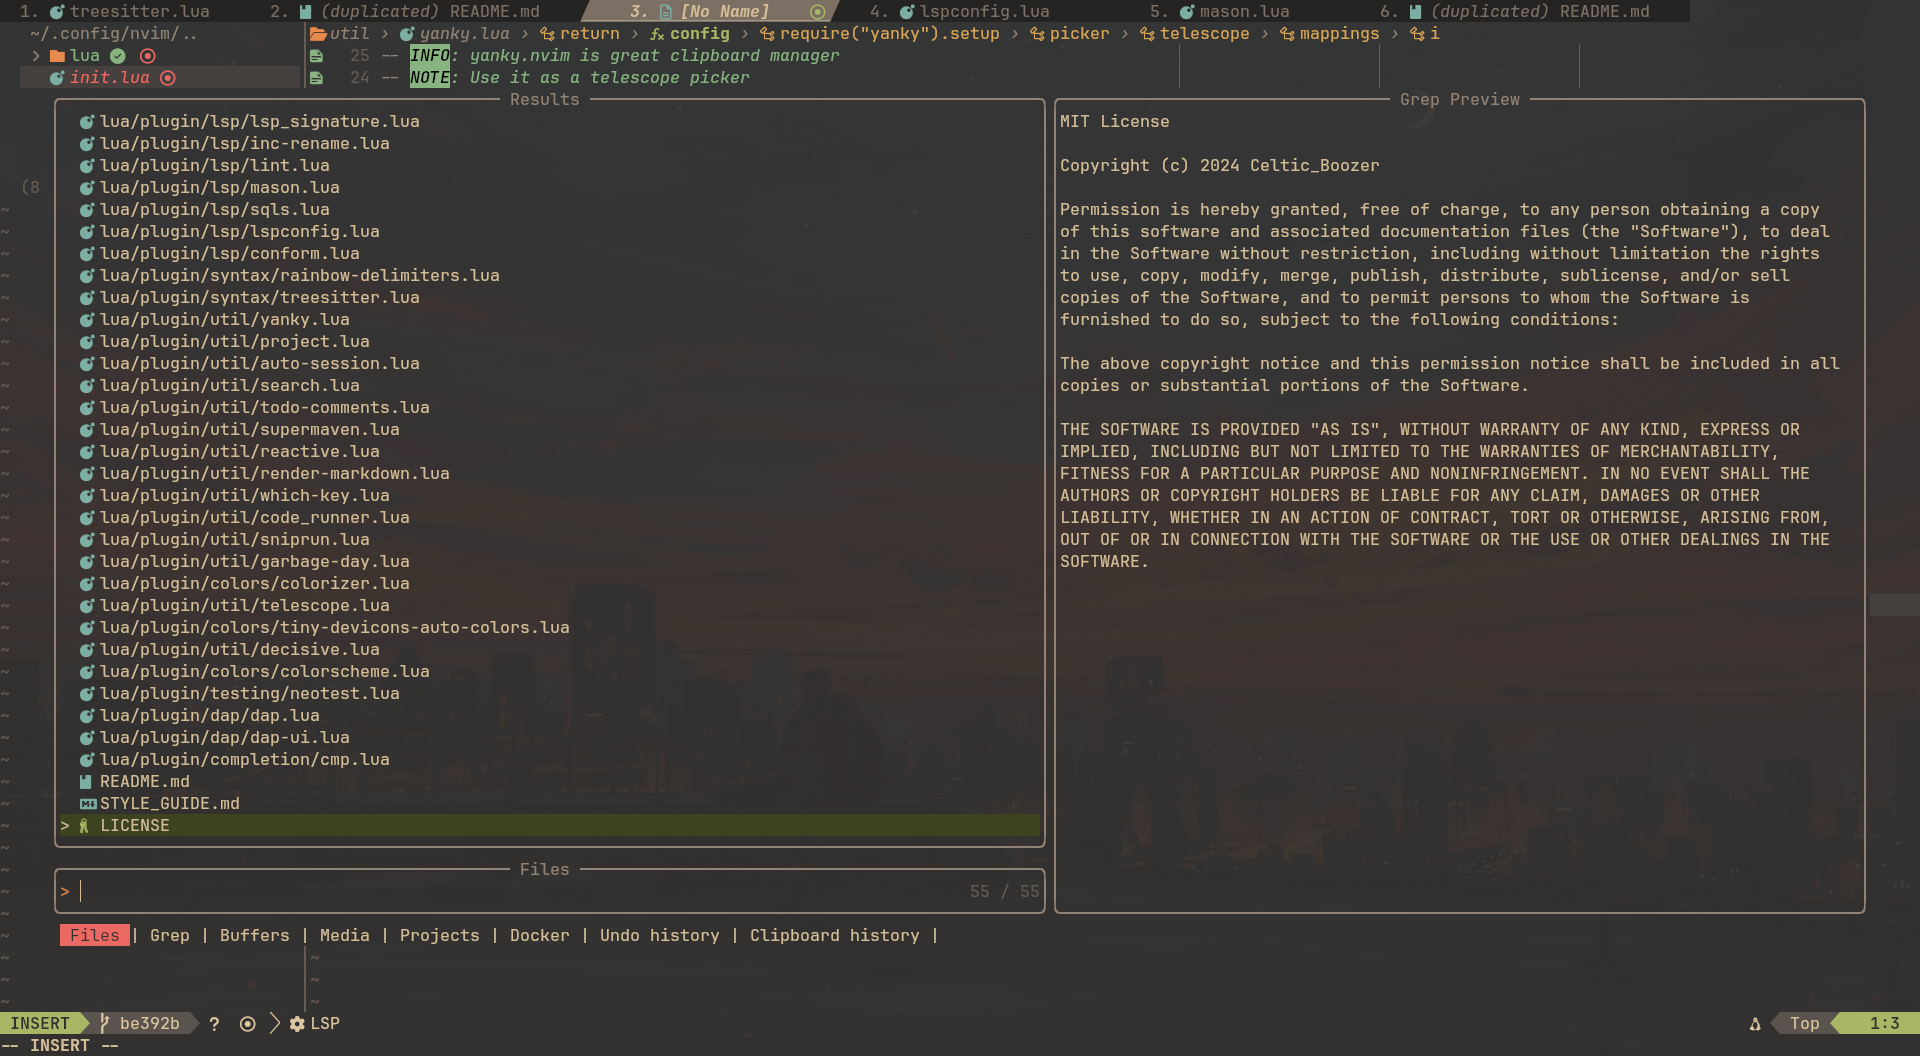 1. treesitter.lua 2. (duplicated) README.md 3. [No Name] 4. lspconfig.lua 5. mason.lua 6. (duplicated) README.md
~/.config/nvim/.. util › yanky.lua › return › config › require("yanky").setup › picker › telescope › mappings › i
lua 25 -- INFO: yanky.nvim is great clipboard manager
init.lua 24 -- NOTE: Use it as a telescope picker
Results
lua/plugin/lsp/lsp_signature.lua
lua/plugin/lsp/inc-rename.lua
lua/plugin/lsp/lint.lua
(8
lua/plugin/lsp/mason.lua
lua/plugin/lsp/sqls.lua
lua/plugin/lsp/lspconfig.lua
lua/plugin/lsp/conform.lua
lua/plugin/syntax/rainbow-delimiters.lua
lua/plugin/syntax/treesitter.lua
lua/plugin/util/yanky.lua
lua/plugin/util/project.lua
lua/plugin/util/auto-session.lua
lua/plugin/util/search.lua
lua/plugin/util/todo-comments.lua
lua/plugin/util/supermaven.lua
lua/plugin/util/reactive.lua
lua/plugin/util/render-markdown.lua
lua/plugin/util/which-key.lua
lua/plugin/util/code_runner.lua
lua/plugin/util/sniprun.lua
lua/plugin/util/garbage-day.lua
lua/plugin/colors/colorizer.lua
lua/plugin/util/telescope.lua
lua/plugin/colors/tiny-devicons-auto-colors.lua
lua/plugin/util/decisive.lua
lua/plugin/colors/colorscheme.lua
lua/plugin/testing/neotest.lua
lua/plugin/dap/dap.lua
lua/plugin/dap/dap-ui.lua
lua/plugin/completion/cmp.lua
README.md
STYLE_GUIDE.md
> LICENSE
Files
> 55 / 55
Grep Preview
MIT License
Copyright (c) 2024 Celtic_Boozer
Permission is hereby granted, free of charge, to any person obtaining a copy
of this software and associated documentation files (the "Software"), to deal
in the Software without restriction, including without limitation the rights
to use, copy, modify, merge, publish, distribute, sublicense, and/or sell
copies of the Software, and to permit persons to whom the Software is
furnished to do so, subject to the following conditions:
The above copyright notice and this permission notice shall be included in all
copies or substantial portions of the Software.
THE SOFTWARE IS PROVIDED "AS IS", WITHOUT WARRANTY OF ANY KIND, EXPRESS OR
IMPLIED, INCLUDING BUT NOT LIMITED TO THE WARRANTIES OF MERCHANTABILITY,
FITNESS FOR A PARTICULAR PURPOSE AND NONINFRINGEMENT. IN NO EVENT SHALL THE
AUTHORS OR COPYRIGHT HOLDERS BE LIABLE FOR ANY CLAIM, DAMAGES OR OTHER
LIABILITY, WHETHER IN AN ACTION OF CONTRACT, TORT OR OTHERWISE, ARISING FROM,
OUT OF OR IN CONNECTION WITH THE SOFTWARE OR THE USE OR OTHER DEALINGS IN THE
SOFTWARE.
Files | Grep | Buffers | Media | Projects | Docker | Undo history | Clipboard history |
INSERT be392b ? LSP Top 1:3
-- INSERT --